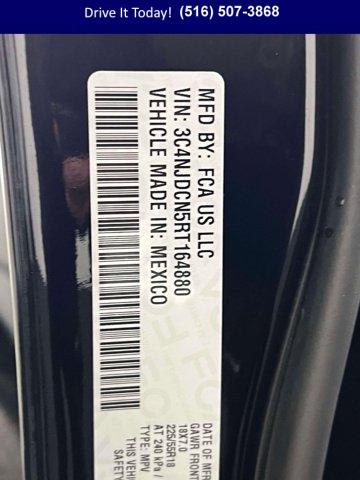 Drive It Today! (516) 507-3868
MFD BY: FCA US LLC
VIN: 3C4NJDCN5RT164880
VEHICLE MADE IN: MEXICO
DATE OF MFR
GAWR FRONT
18X7.0
225/55R18
AT 240 kPa /
TYPE: MPV
THIS VEHI
SAFETY